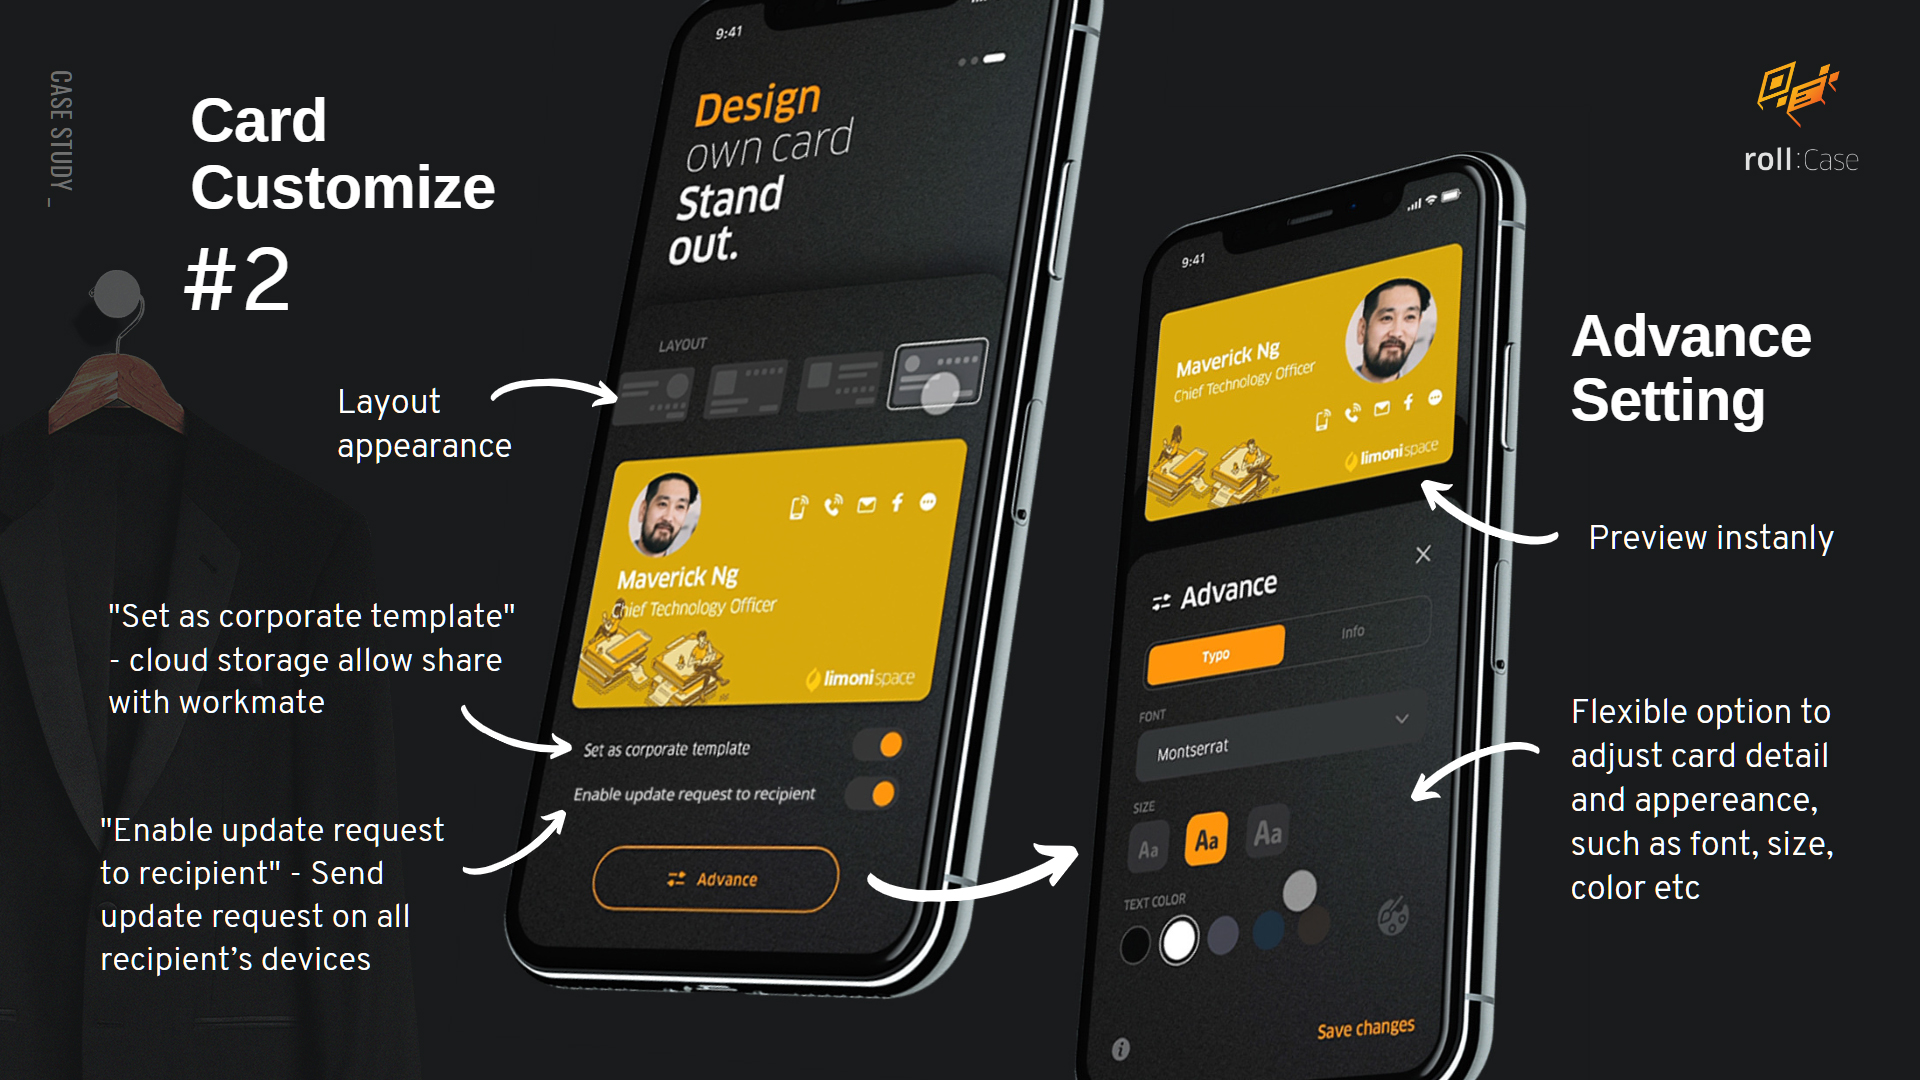 CASE STUDY _
Card
Customize
#2
Layout
appearance
"Set as corporate template"
- cloud storage allow share
with workmate
"Enable update request
to recipient" - Send
update request on all
recipient’s devices
9:41
Design
own card
Stand
out.
LAYOUT
Maverick Ng
Chief Technology Officer
limonispace
Set as corporate template
Enable update request to recipient
Advance
9:41
Maverick Ng
Chief Technology Officer
limonispace
Advance
Typo
Info
FONT
Montserrat
SIZE
Aa Aa Aa
TEXT COLOR
Save changes
roll:Case
Advance
Setting
Preview instanly
Flexible option to
adjust card detail
and appereance,
such as font, size,
color etc